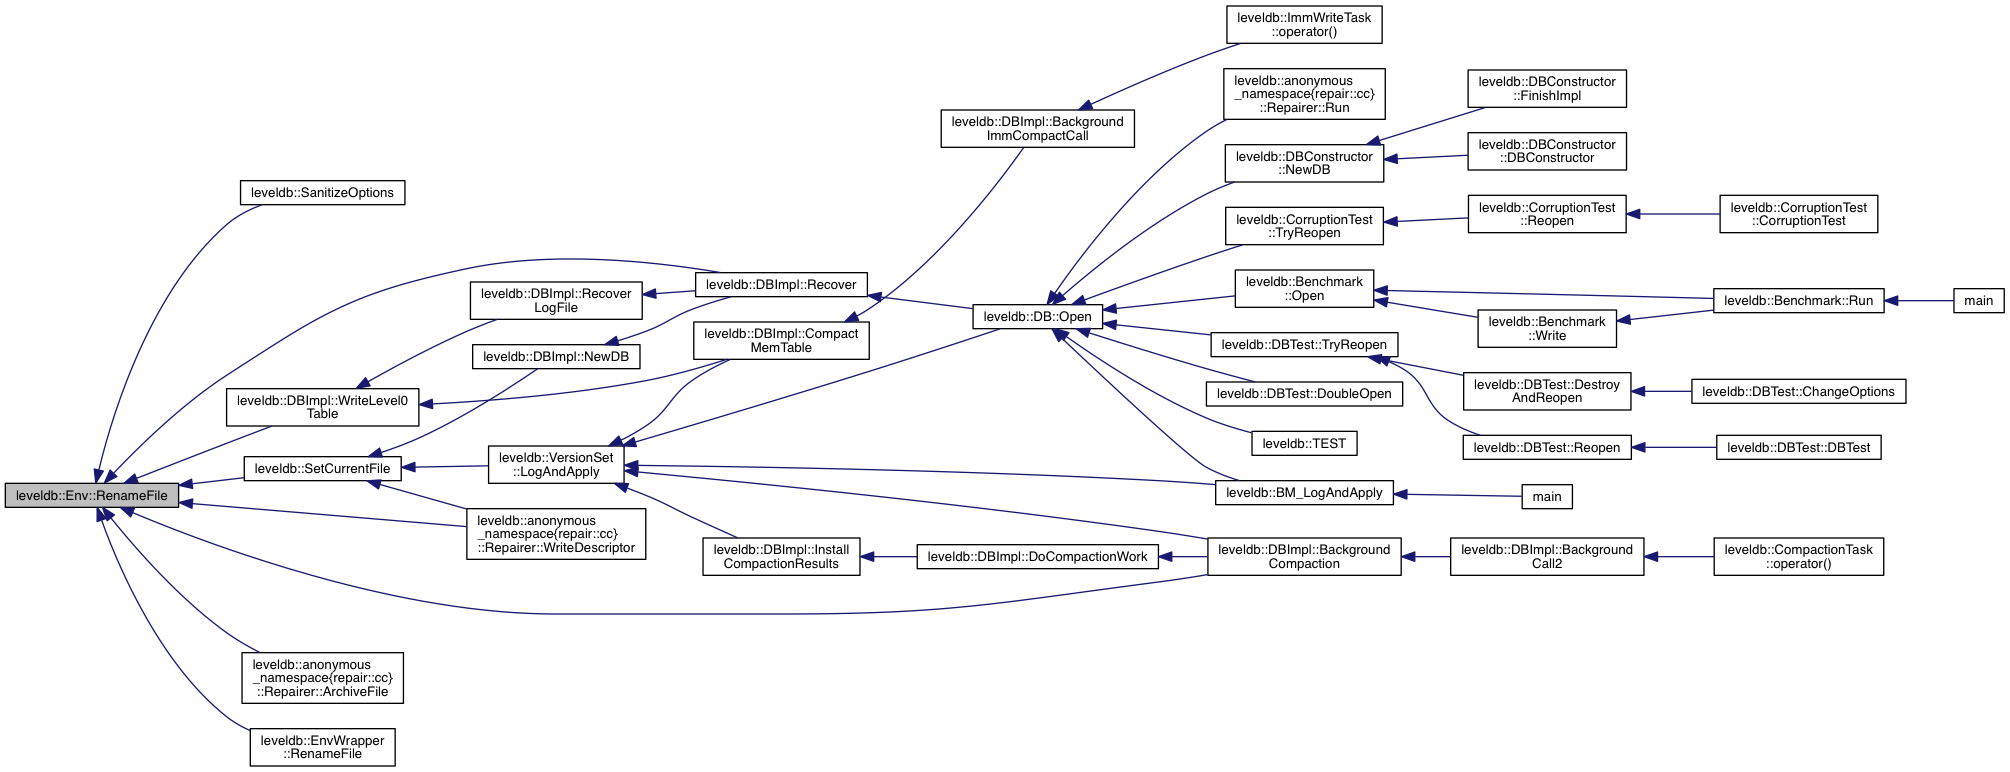 leveldb::Env::RenameFile
leveldb::SanitizeOptions
leveldb::DBImpl::WriteLevel0
Table
leveldb::SetCurrentFile
leveldb::anonymous
_namespace{repair::cc}
::Repairer::ArchiveFile
leveldb::EnvWrapper
::RenameFile
leveldb::DBImpl::Recover
LogFile
leveldb::DBImpl::NewDB
leveldb::VersionSet
::LogAndApply
leveldb::anonymous
_namespace{repair::cc}
::Repairer::WriteDescriptor
leveldb::DBImpl::Recover
leveldb::DBImpl::Compact
MemTable
leveldb::DBImpl::Install
CompactionResults
leveldb::DBImpl::Background
ImmCompactCall
leveldb::DB::Open
leveldb::DBImpl::DoCompactionWork
leveldb::ImmWriteTask
::operator()
leveldb::anonymous
_namespace{repair::cc}
::Repairer::Run
leveldb::DBConstructor
::NewDB
leveldb::CorruptionTest
::TryReopen
leveldb::Benchmark
::Open
leveldb::DBTest::TryReopen
leveldb::DBTest::DoubleOpen
leveldb::TEST
leveldb::BM_LogAndApply
leveldb::DBImpl::Background
Compaction
leveldb::DBConstructor
::FinishImpl
leveldb::DBConstructor
::DBConstructor
leveldb::CorruptionTest
::Reopen
leveldb::Benchmark
::Write
leveldb::DBTest::Destroy
AndReopen
leveldb::DBTest::Reopen
main
leveldb::DBImpl::Background
Call2
leveldb::CorruptionTest
::CorruptionTest
leveldb::Benchmark::Run
leveldb::DBTest::ChangeOptions
leveldb::DBTest::DBTest
leveldb::CompactionTask
::operator()
main